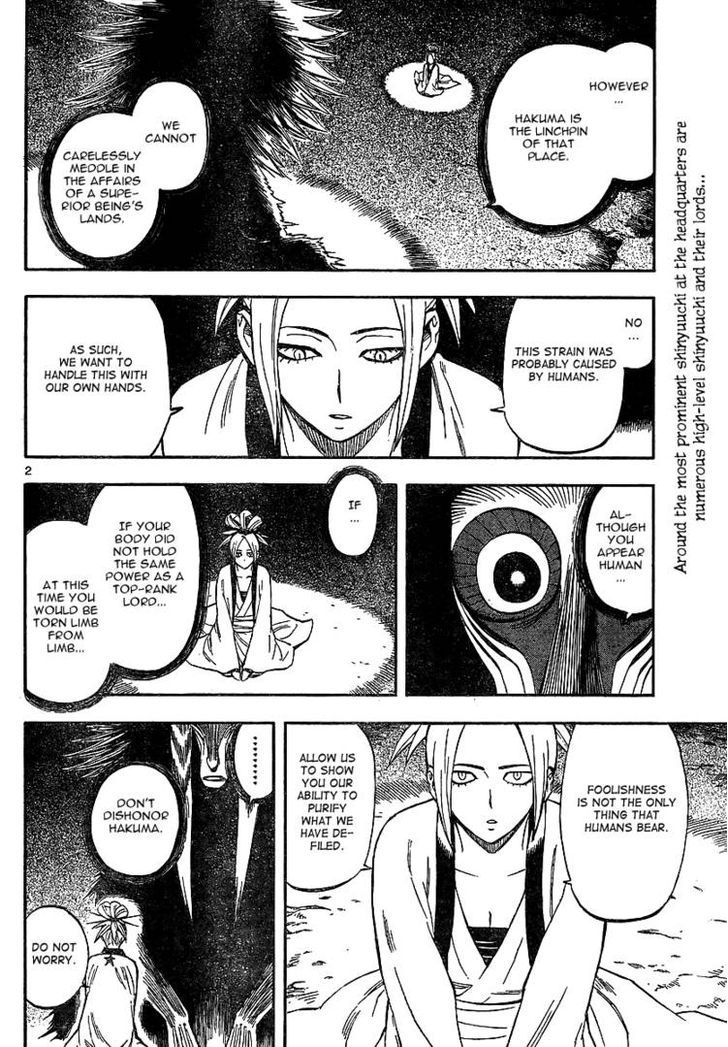 HOWEVER
...
HAKUMA IS
THE LINCHPIN
OF THAT
PLACE.
WE
CANNOT
CARELESSLY
MEDDLE IN
THE AFFAIRS
OF A SUPE-
RIOR BEING'S
LANDS.
Around the most prominent shinyuuchi at the headquarters are
numerous high-level shinyuuchi and their lords...
NO
...
THIS STRAIN WAS
PROBABLY CAUSED
BY HUMANS.
AS SUCH,
WE WANT TO
HANDLE THIS WITH
OUR OWN HANDS.
2
AL-
THOUGH
YOU
APPEAR
HUMAN
...
IF
...
IF YOUR
BODY DID
NOT HOLD
THE SAME
POWER AS A
TOP-RANK
LORD...
AT THIS
TIME YOU
WOULD BE
TORN LIMB
FROM
LIMB...
FOOLISHNESS
IS NOT THE ONLY
THING THAT
HUMANS BEAR.
ALLOW US
TO SHOW
YOU OUR
ABILITY TO
PURIFY
WHAT WE
HAVE DE-
FILED.
........
DON'T
DISHONOR
HAKUMA.
DO NOT
WORRY.